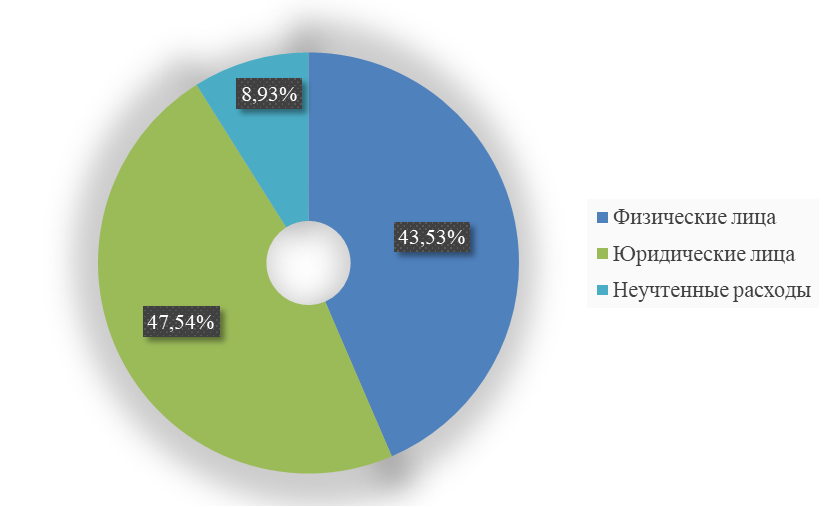 8,93%
43,53%
47,54%
Физические лица
Юридические лица
Неучтенные расходы